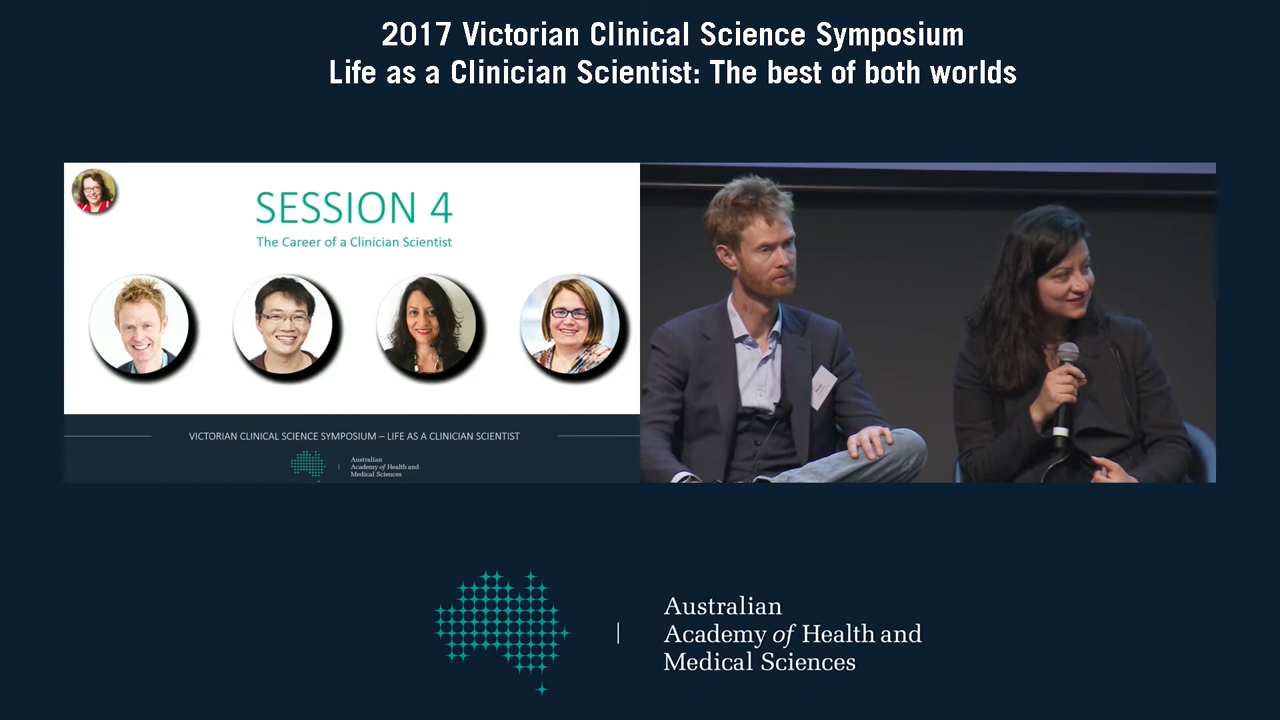 2017 Victorian Clinical Science Symposium
Life as a Clinician Scientist: The best of both worlds
SESSION 4
The Career of a Clinician Scientist
VICTORIAN CLINICAL SCIENCE SYMPOSIUM – LIFE AS A CLINICIAN SCIENTIST
Australian
Academy of Health and
Medical Sciences
Australian
Academy of Health and
Medical Sciences